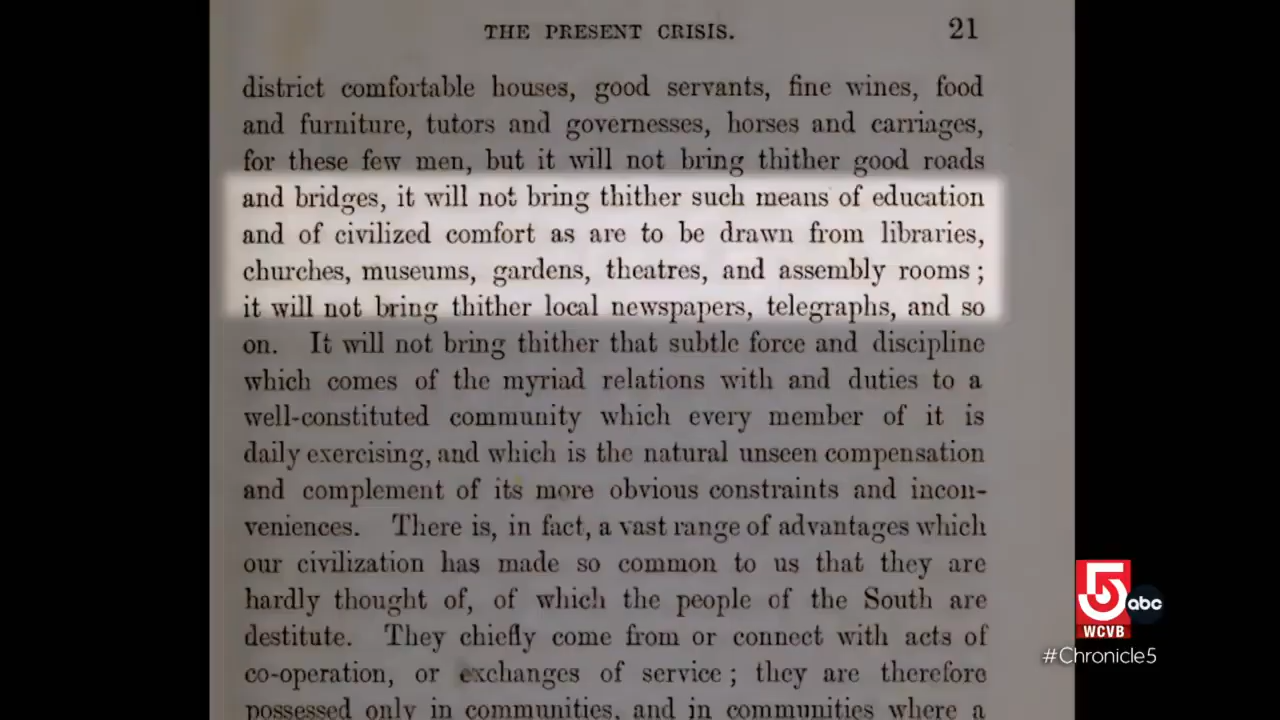 THE PRESENT CRISIS. 21
district comfortable houses, good servants, fine wines, food
and furniture, tutors and governesses, horses and carriages,
for these few men, but it will not bring thither good roads
and bridges, it will not bring thither such means of education
and of civilized comfort as are to be drawn from libraries,
churches, museums, gardens, theatres, and assembly rooms ;
it will not bring thither local newspapers, telegraphs, and so
on. It will not bring thither that subtle force and discipline
which comes of the myriad relations with and duties to a
well-constituted community which every member of it is
daily exercising, and which is the natural unseen compensation
and complement of its more obvious constraints and incon-
veniences. There is, in fact, a vast range of advantages which
our civilization has made so common to us that they are
hardly thought of, of which the people of the South are
destitute. They chiefly come from or connect with acts of
co-operation, or exchanges of service ; they are therefore
possessed only in communities, and in communities where a
5 abc
WCVB
#Chronicle5